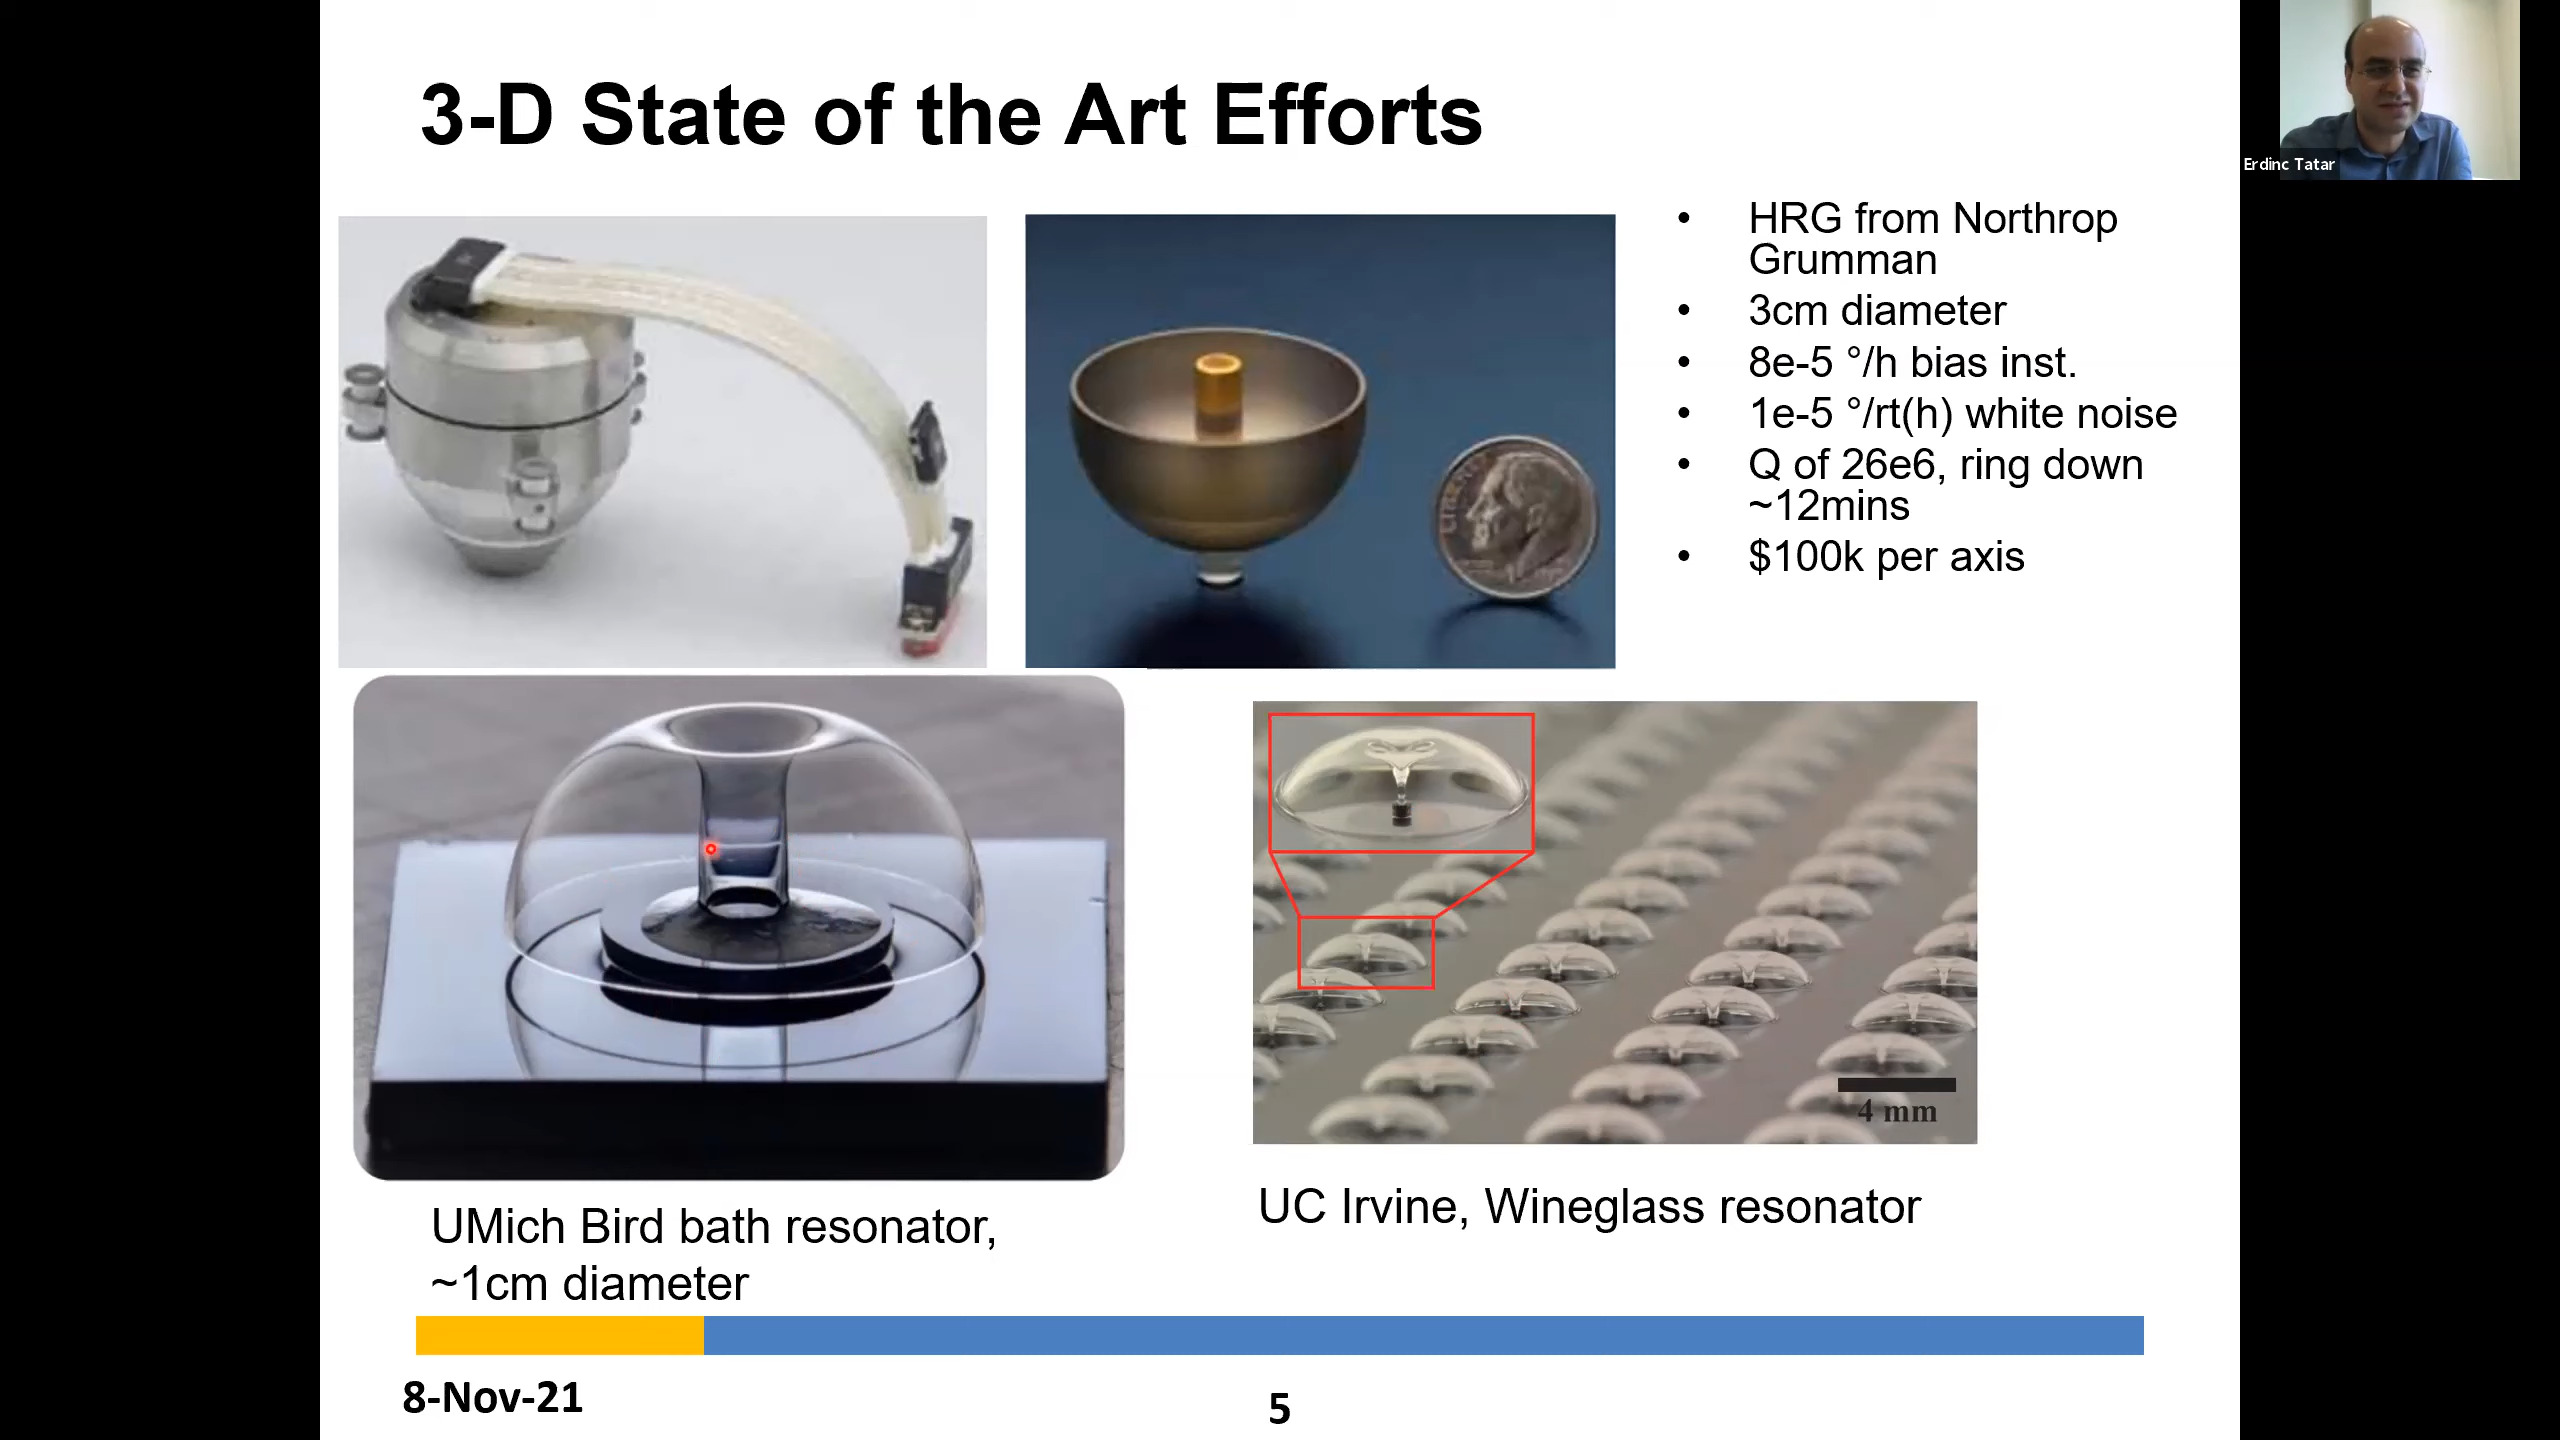 3-D State of the Art Efforts
Erdinc Tatar
• HRG from Northrop
Grumman
• 3cm diameter
• 8e-5 °/h bias inst.
• 1e-5 °/rt(h) white noise
• Q of 26e6, ring down
~12mins
• $100k per axis
4 mm
UMich Bird bath resonator,
~1cm diameter
UC Irvine, Wineglass resonator
8-Nov-21
5